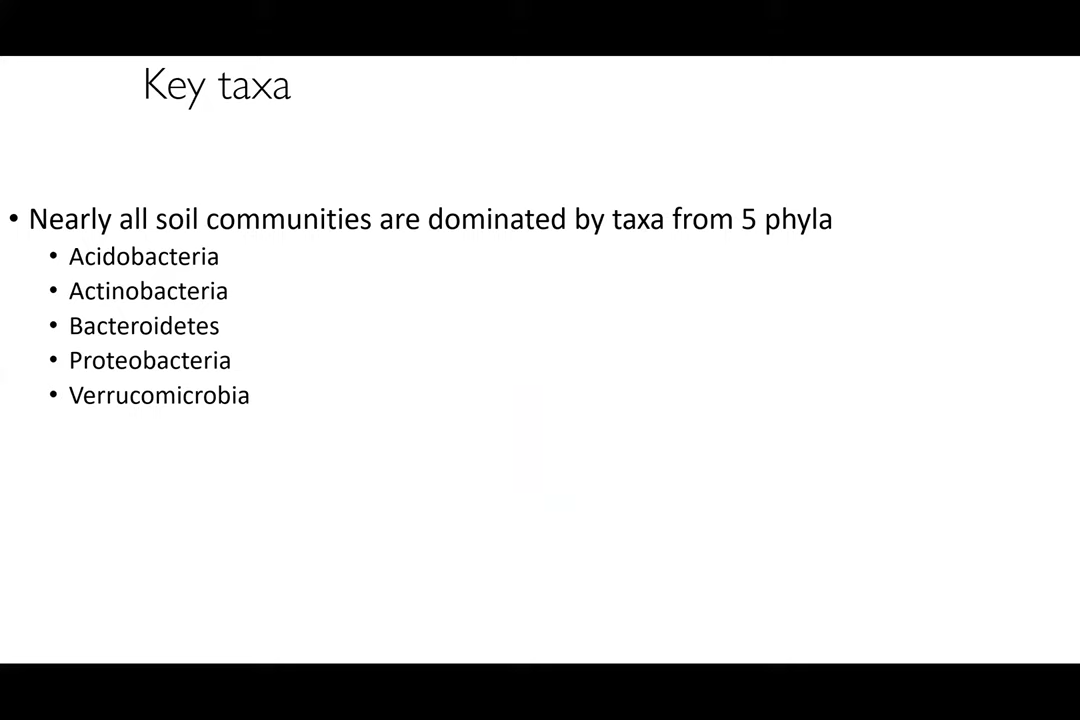 Key taxa
• Nearly all soil communities are dominated by taxa from 5 phyla
• Acidobacteria
• Actinobacteria
• Bacteroidetes
• Proteobacteria
• Verrucomicrobia